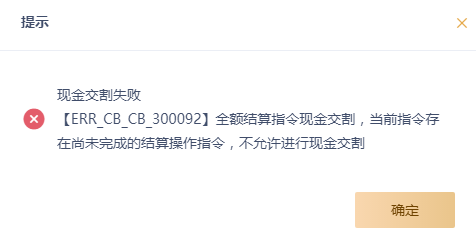 提示
现金交割失败
【ERR_CB_CB_300092】全额结算指令现金交割，当前指令存
在尚未完成的结算操作指令，不允许进行现金交割
确定